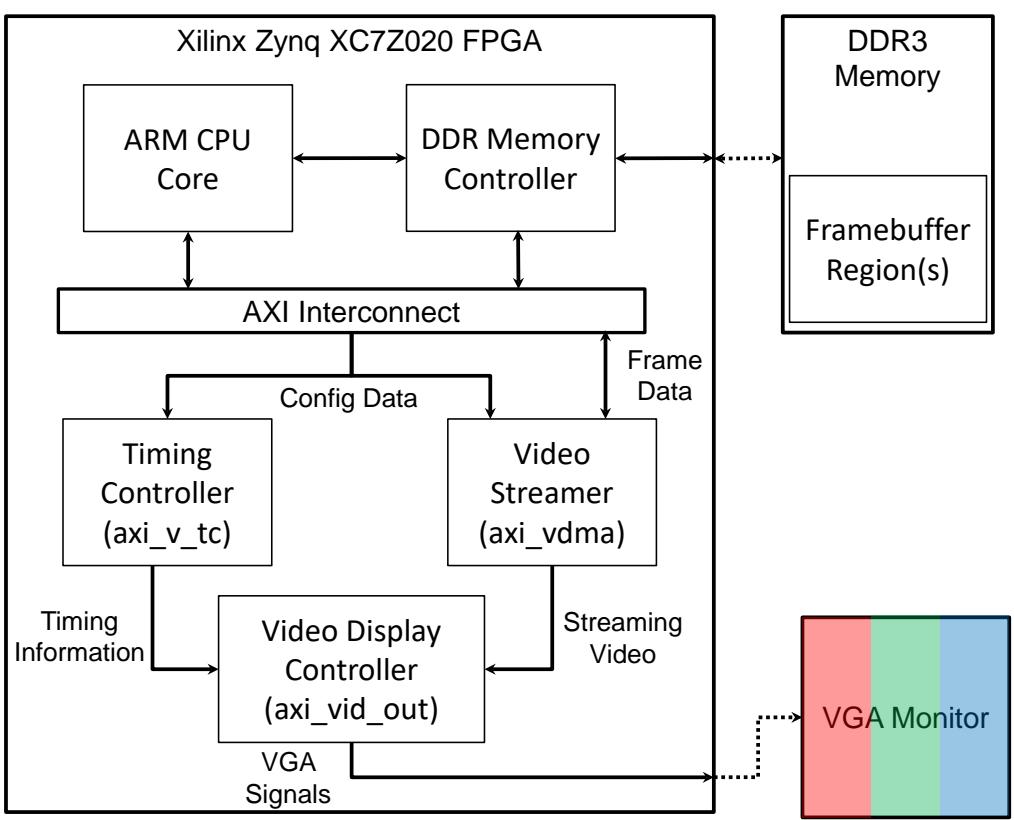 Xilinx Zynq XC7Z020 FPGA
DDR3
Memory
ARM CPU
Core
DDR Memory
Controller
Framebuffer
Region(s)
AXI Interconnect
Frame
Data
Config Data
Timing
Controller
(axi_v_tc)
Video
Streamer
(axi_vdma)
Timing
Information
Video Display
Controller
(axi_vid_out)
Streaming
Video
VGA Monitor
VGA
Signals